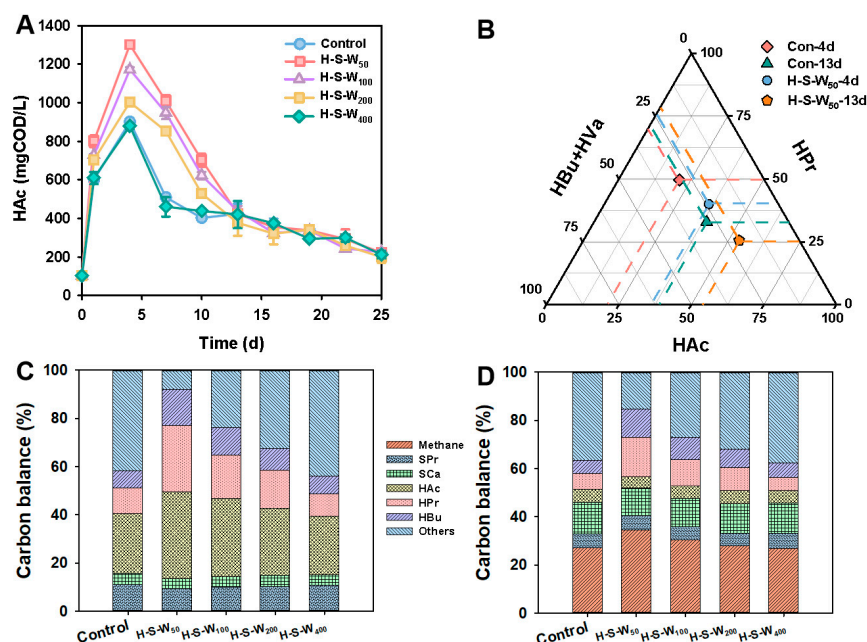 A
HAc (mgCOD/L)
1400
1200
1000
800
600
400
200
0
0 5 10 15 20 25
Time (d)
Control
H-S-W50
H-S-W100
H-S-W200
H-S-W400
B
HBu+HVa
HPr
HAc
0
25
50
75
100
100
75
50
25
0
0 25 50 75 100
Con-4d
Con-13d
H-S-W50-4d
H-S-W50-13d
C
Carbon balance (%)
100
80
60
40
20
0
Control H-S-W50 H-S-W100 H-S-W200 H-S-W400
Methane
SPr
SCa
HAc
HPr
HBu
Others
D
Carbon balance (%)
100
80
60
40
20
0
Control H-S-W50 H-S-W100 H-S-W200 H-S-W400